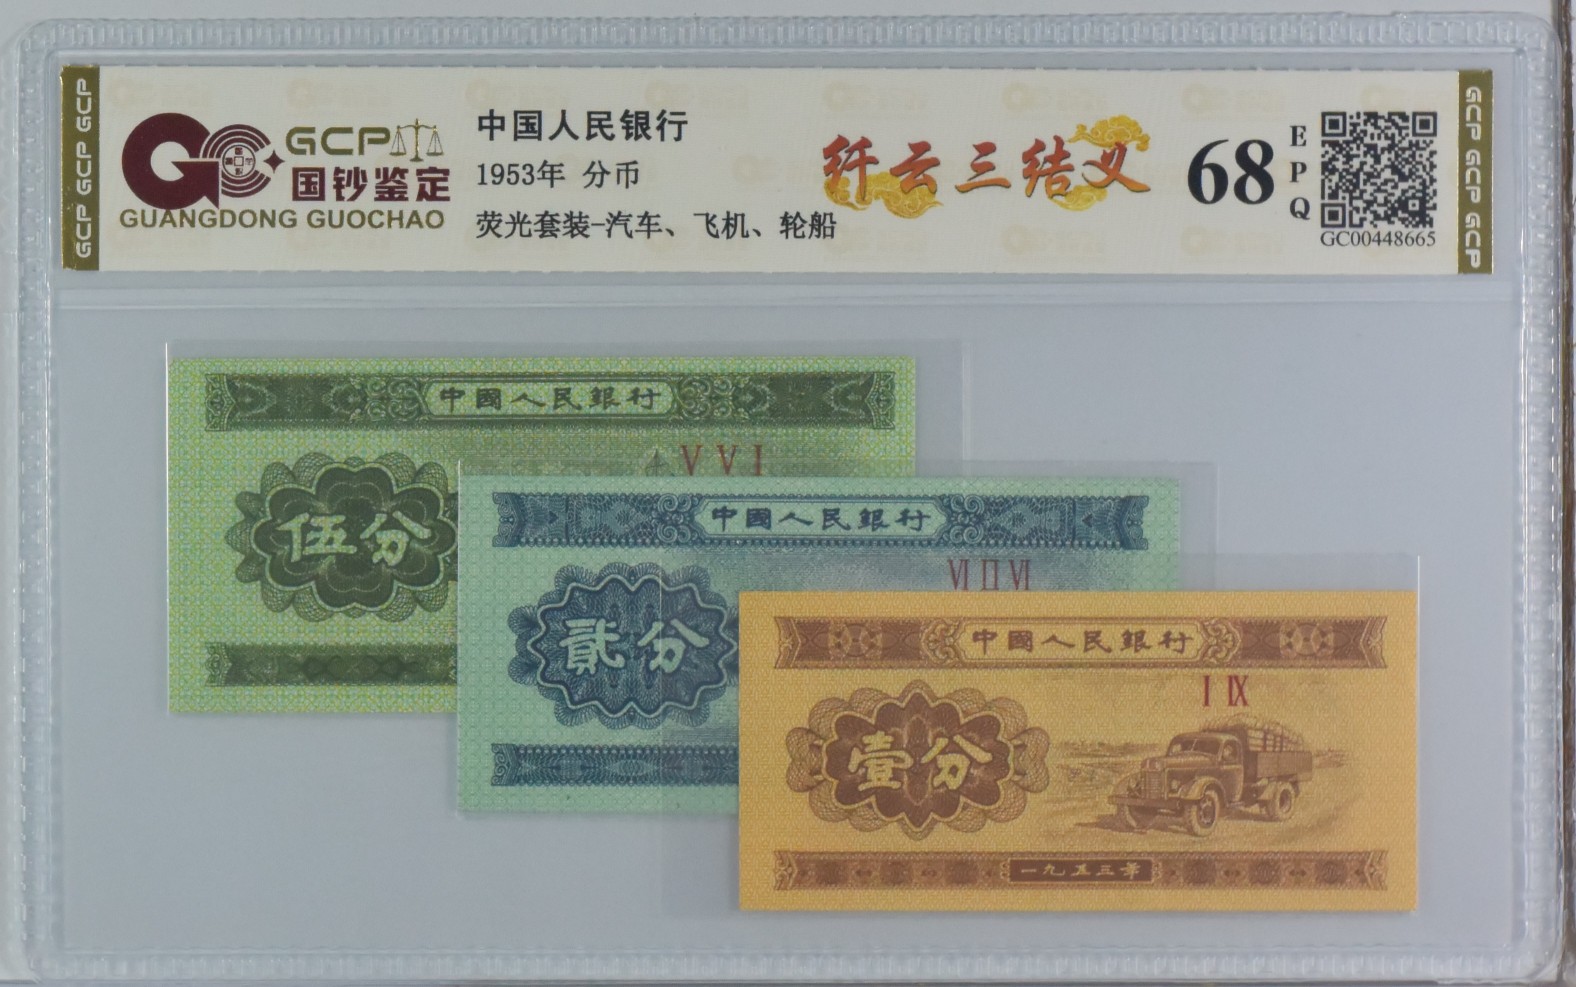 GCP GCP GCP
GCP
国钞鉴定
GUANGDONG GUOCHAO
中国人民银行
1953年 分币
荧光套装-汽车、飞机、轮船
纤云三结义
68
EPQ
GC00448665
GCP GCP GCP
中國人民銀行
VVI
伍分
中國人民銀行
VI II VI
貳分
中國人民銀行
I IX
壹分
一九五三年